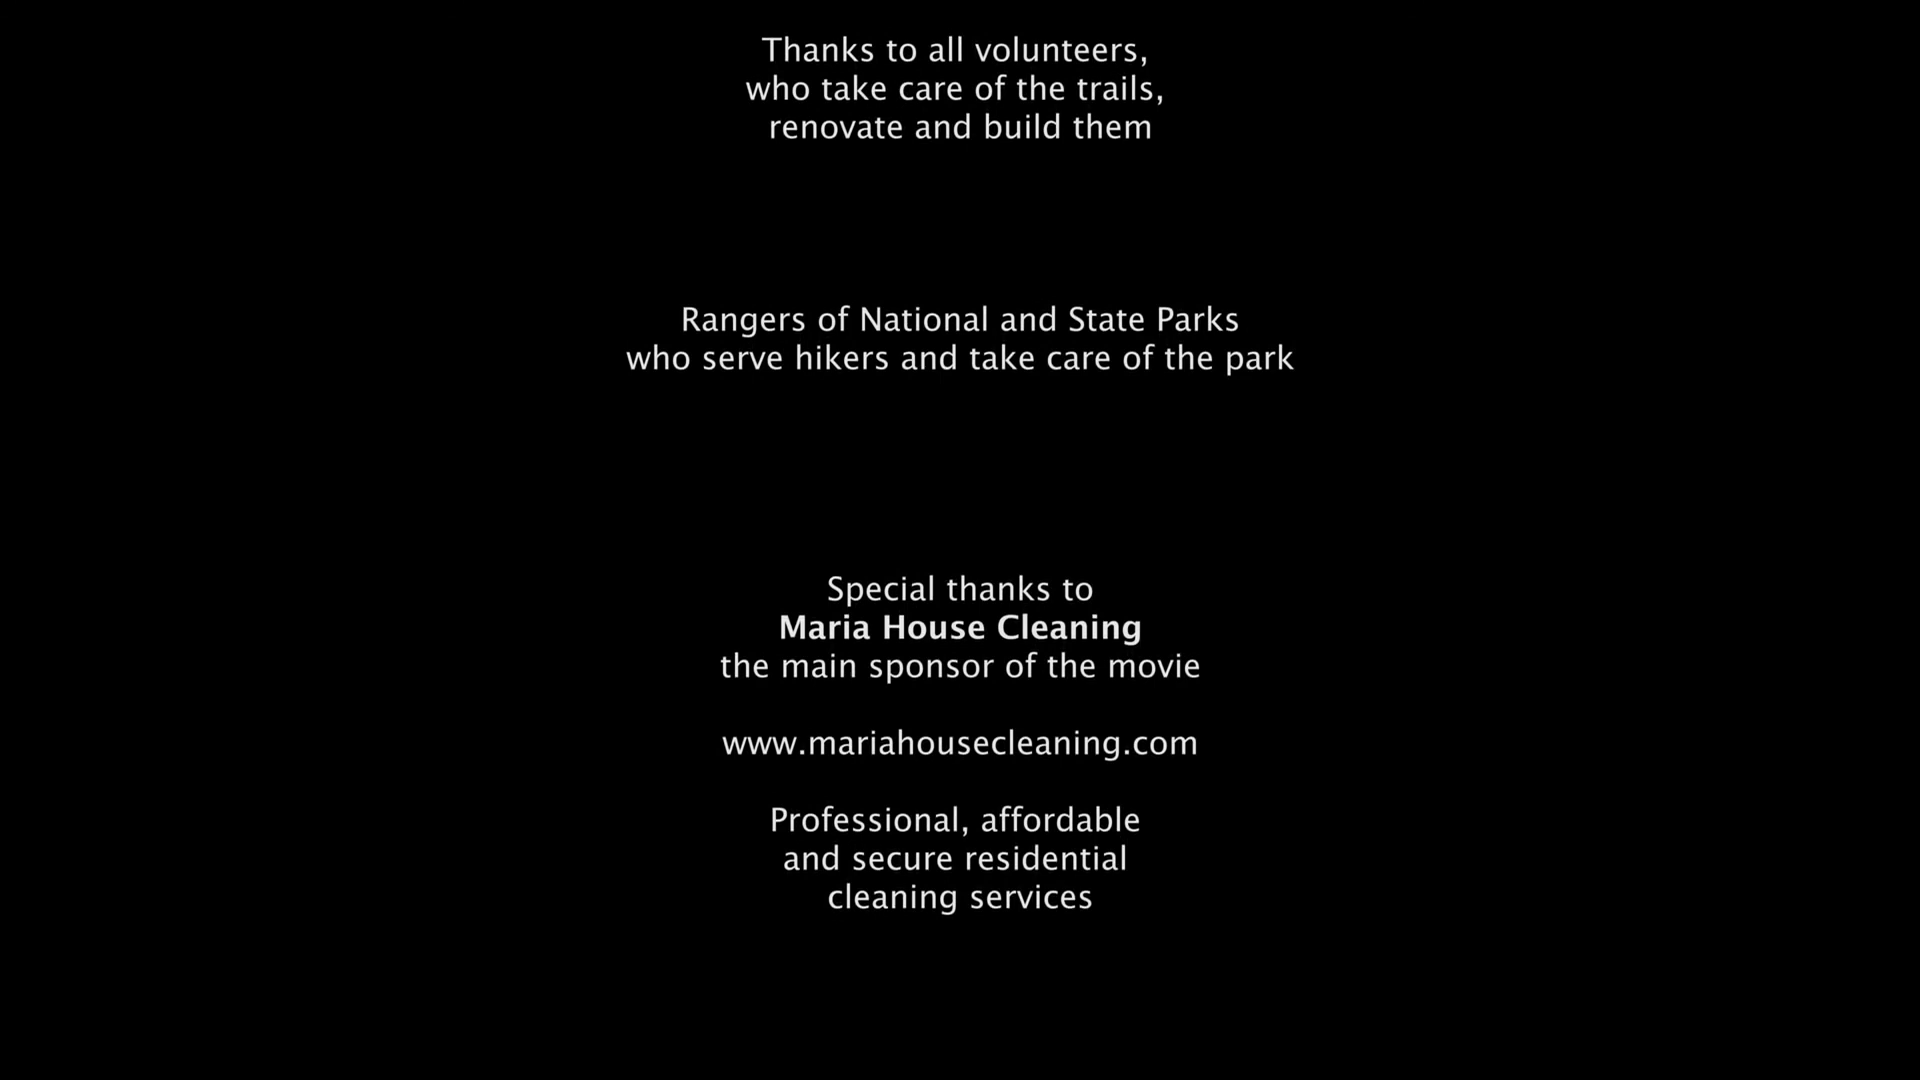 Thanks to all volunteers,
who take care of the trails,
renovate and build them
Rangers of National and State Parks
who serve hikers and take care of the park
Special thanks to
Maria House Cleaning
the main sponsor of the movie
www.mariahousecleaning.com
Professional, affordable
and secure residential
cleaning services